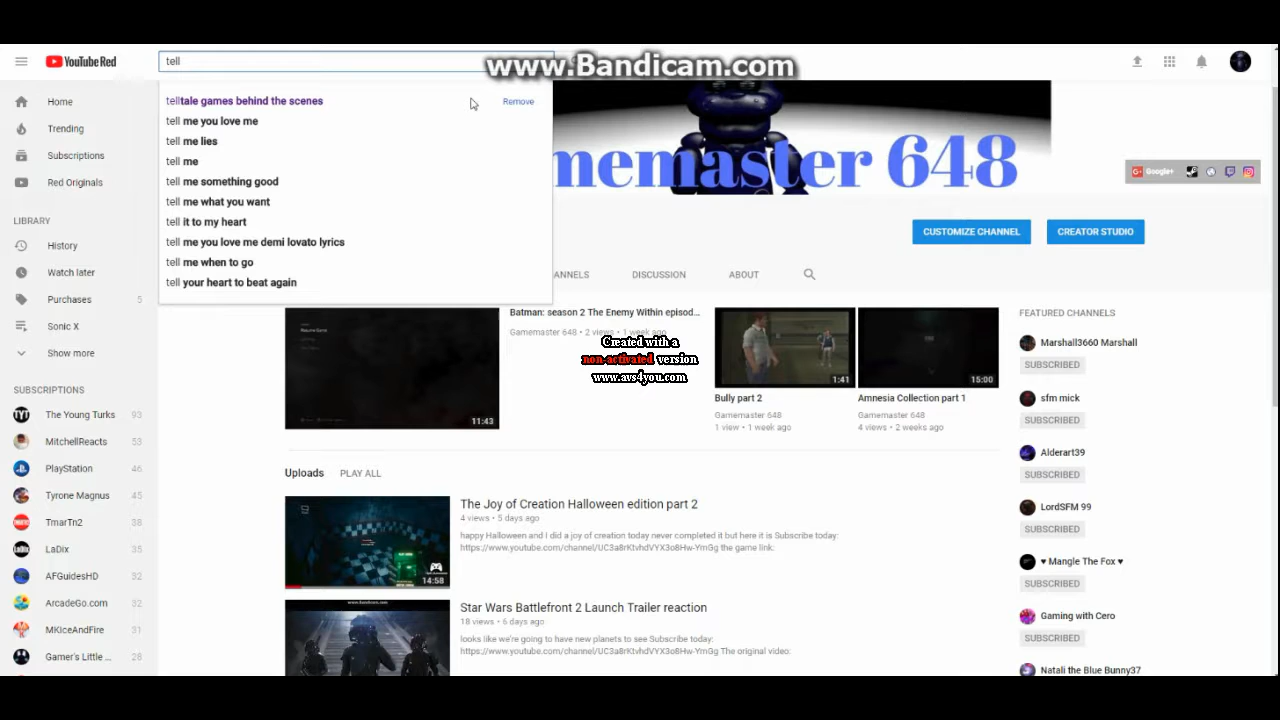 YouTube Red
tell
www.Bandicam.com
telltale games behind the scenes
Remove
tell me you love me
tell me lies
tell me
tell me something good
tell me what you want
tell it to my heart
tell me you love me demi lovato lyrics
tell me when to go
tell your heart to beat again
Home
Trending
Subscriptions
Red Originals
LIBRARY
History
Watch later
Purchases 5
Sonic X
Show more
SUBSCRIPTIONS
The Young Turks 93
MitchellReacts 53
PlayStation 46
Tyrone Magnus 45
TmarTn2 38
LaDix 35
AFGuidesHD 32
ArcadeGo.com 32
MKIceAndFire 31
Gamer's Little ... 28
memaster 648
Google+
CUSTOMIZE CHANNEL
CREATOR STUDIO
ANNELS
DISCUSSION
ABOUT
11:43
Batman: season 2 The Enemy Within episod...
Gamemaster 648 • 2 views • 1 week ago
Created with a
non-activated version
www.avs4you.com
1:41
Bully part 2
Gamemaster 648
1 view • 1 week ago
15:00
Amnesia Collection part 1
Gamemaster 648
4 views • 2 weeks ago
Uploads
PLAY ALL
14:58
The Joy of Creation Halloween edition part 2
4 views • 5 days ago
happy Halloween and I did a joy of creation today never completed it but here it is Subscribe today:
https://www.youtube.com/channel/UC3a8rKtvhdVYX3o8Hw-YmGg the game link:
www.bandicam.com
Star Wars Battlefront 2 Launch Trailer reaction
18 views • 6 days ago
looks like we're going to have new planets to see Subscribe today:
https://www.youtube.com/channel/UC3a8rKtvhdVYX3o8Hw-YmGg The original video:
FEATURED CHANNELS
Marshall3660 Marshall
SUBSCRIBED
sfm mick
SUBSCRIBED
Alderart39
SUBSCRIBED
LordSFM 99
SUBSCRIBED
♥ Mangle The Fox ♥
SUBSCRIBED
Gaming with Cero
SUBSCRIBED
Natali the Blue Bunny37